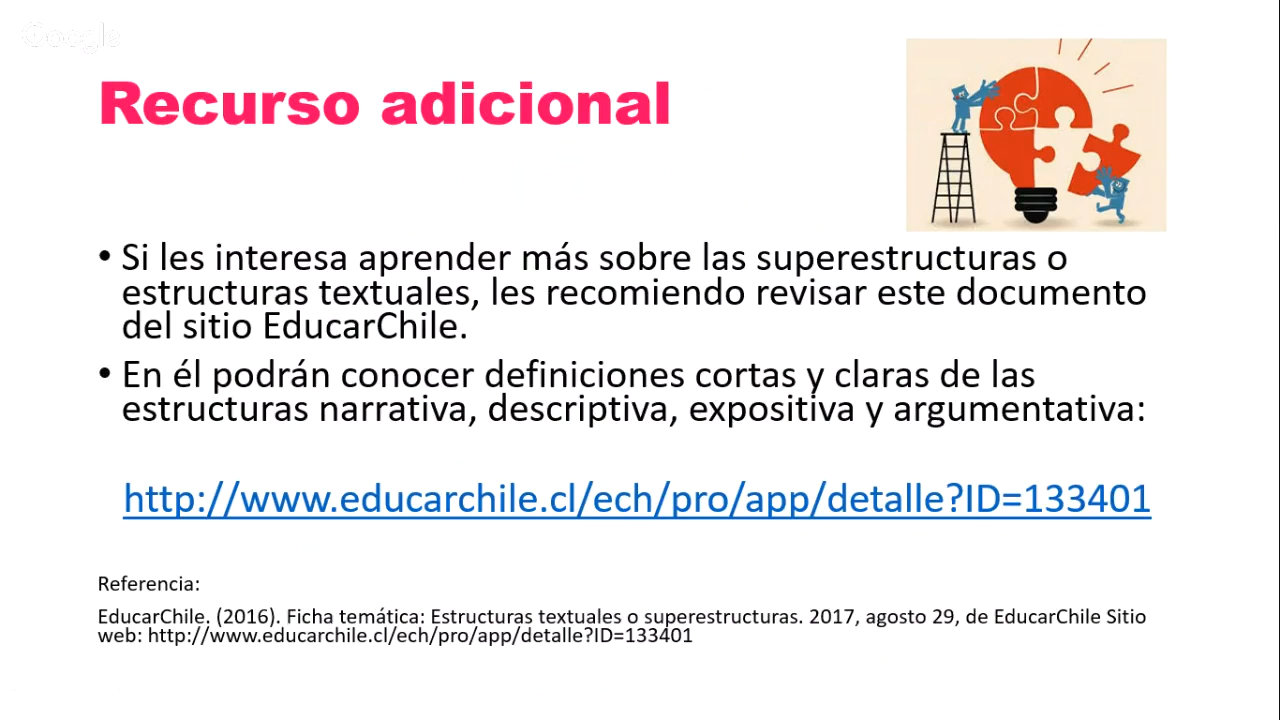 Google
Recurso adicional
• Si les interesa aprender más sobre las superestructuras o
estructuras textuales, les recomiendo revisar este documento
del sitio EducarChile.
• En él podrán conocer definiciones cortas y claras de las
estructuras narrativa, descriptiva, expositiva y argumentativa:
http://www.educarchile.cl/ech/pro/app/detalle?ID=133401
Referencia:
EducarChile. (2016). Ficha temática: Estructuras textuales o superestructuras. 2017, agosto 29, de EducarChile Sitio
web: http://www.educarchile.cl/ech/pro/app/detalle?ID=133401